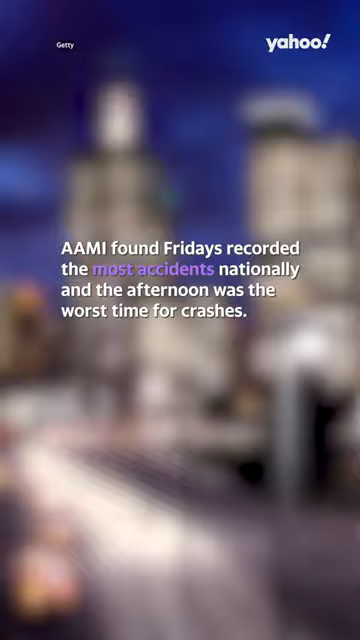 Getty
yahoo!
AAMI found Fridays recorded
the most accidents nationally
and the afternoon was the
worst time for crashes.